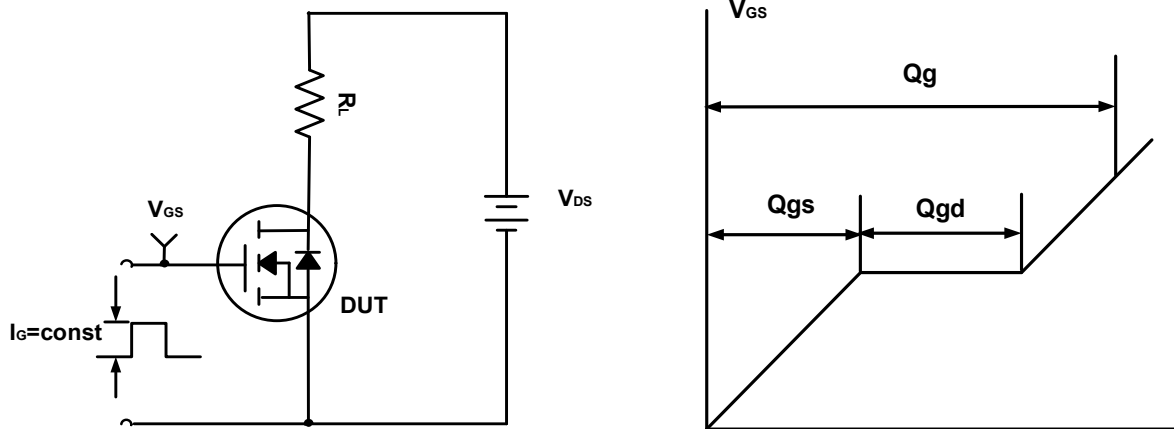 RL
VDS
VGS
DUT
IG=const
VGS
Qg
Qgs
Qgd